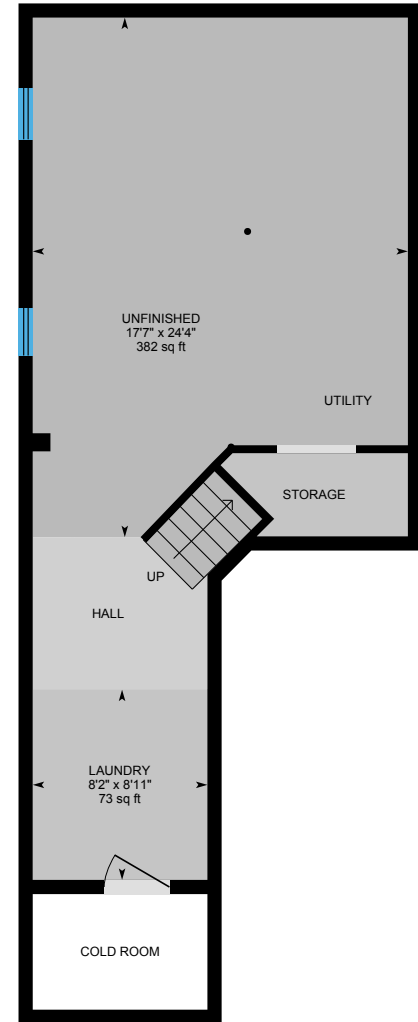 UNFINISHED
17'7" x 24'4"
382 sq ft
UTILITY
STORAGE
UP
HALL
LAUNDRY
8'2" x 8'11"
73 sq ft
COLD ROOM